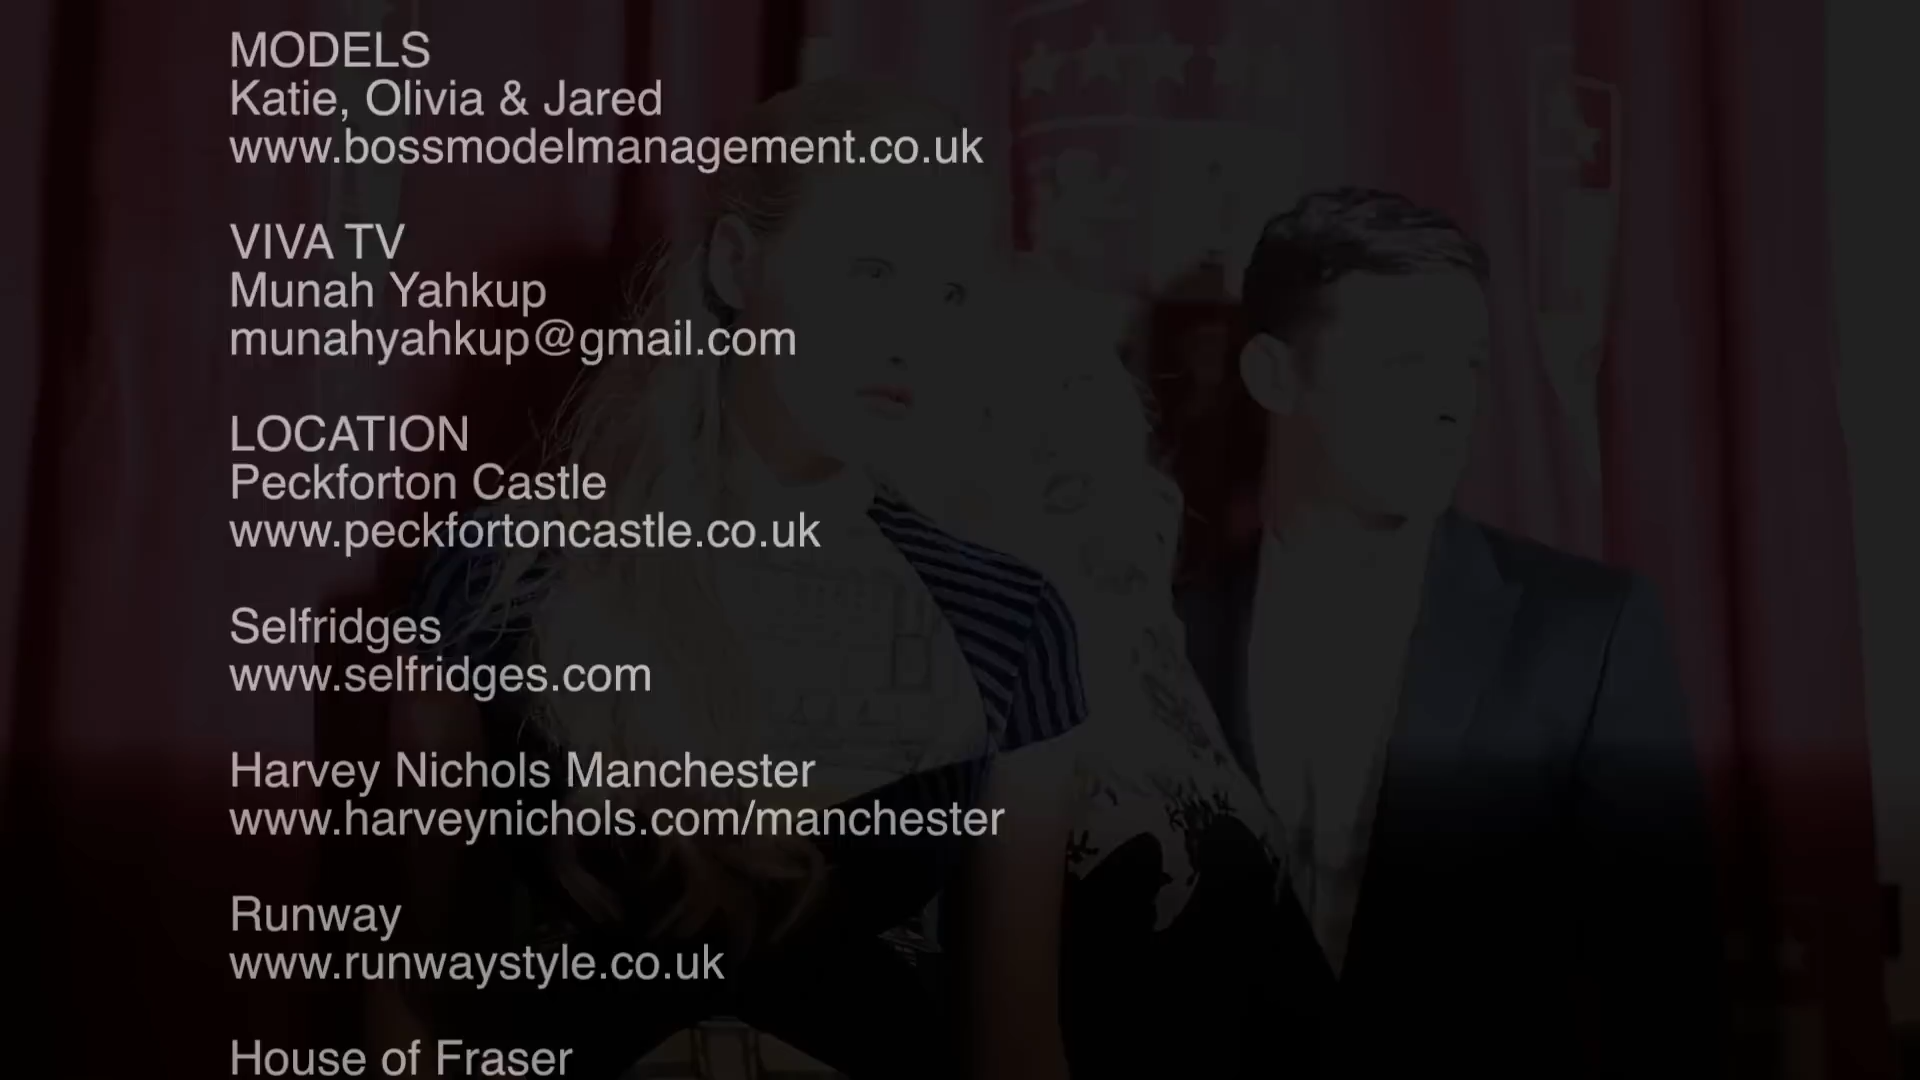 MODELS
Katie, Olivia & Jared
www.bossmodelmanagement.co.uk
VIVA TV
Munah Yahkup
munahyahkup@gmail.com
LOCATION
Peckforton Castle
www.peckfortoncastle.co.uk
Selfridges
www.selfridges.com
Harvey Nichols Manchester
www.harveynichols.com/manchester
Runway
www.runwaystyle.co.uk
House of Fraser